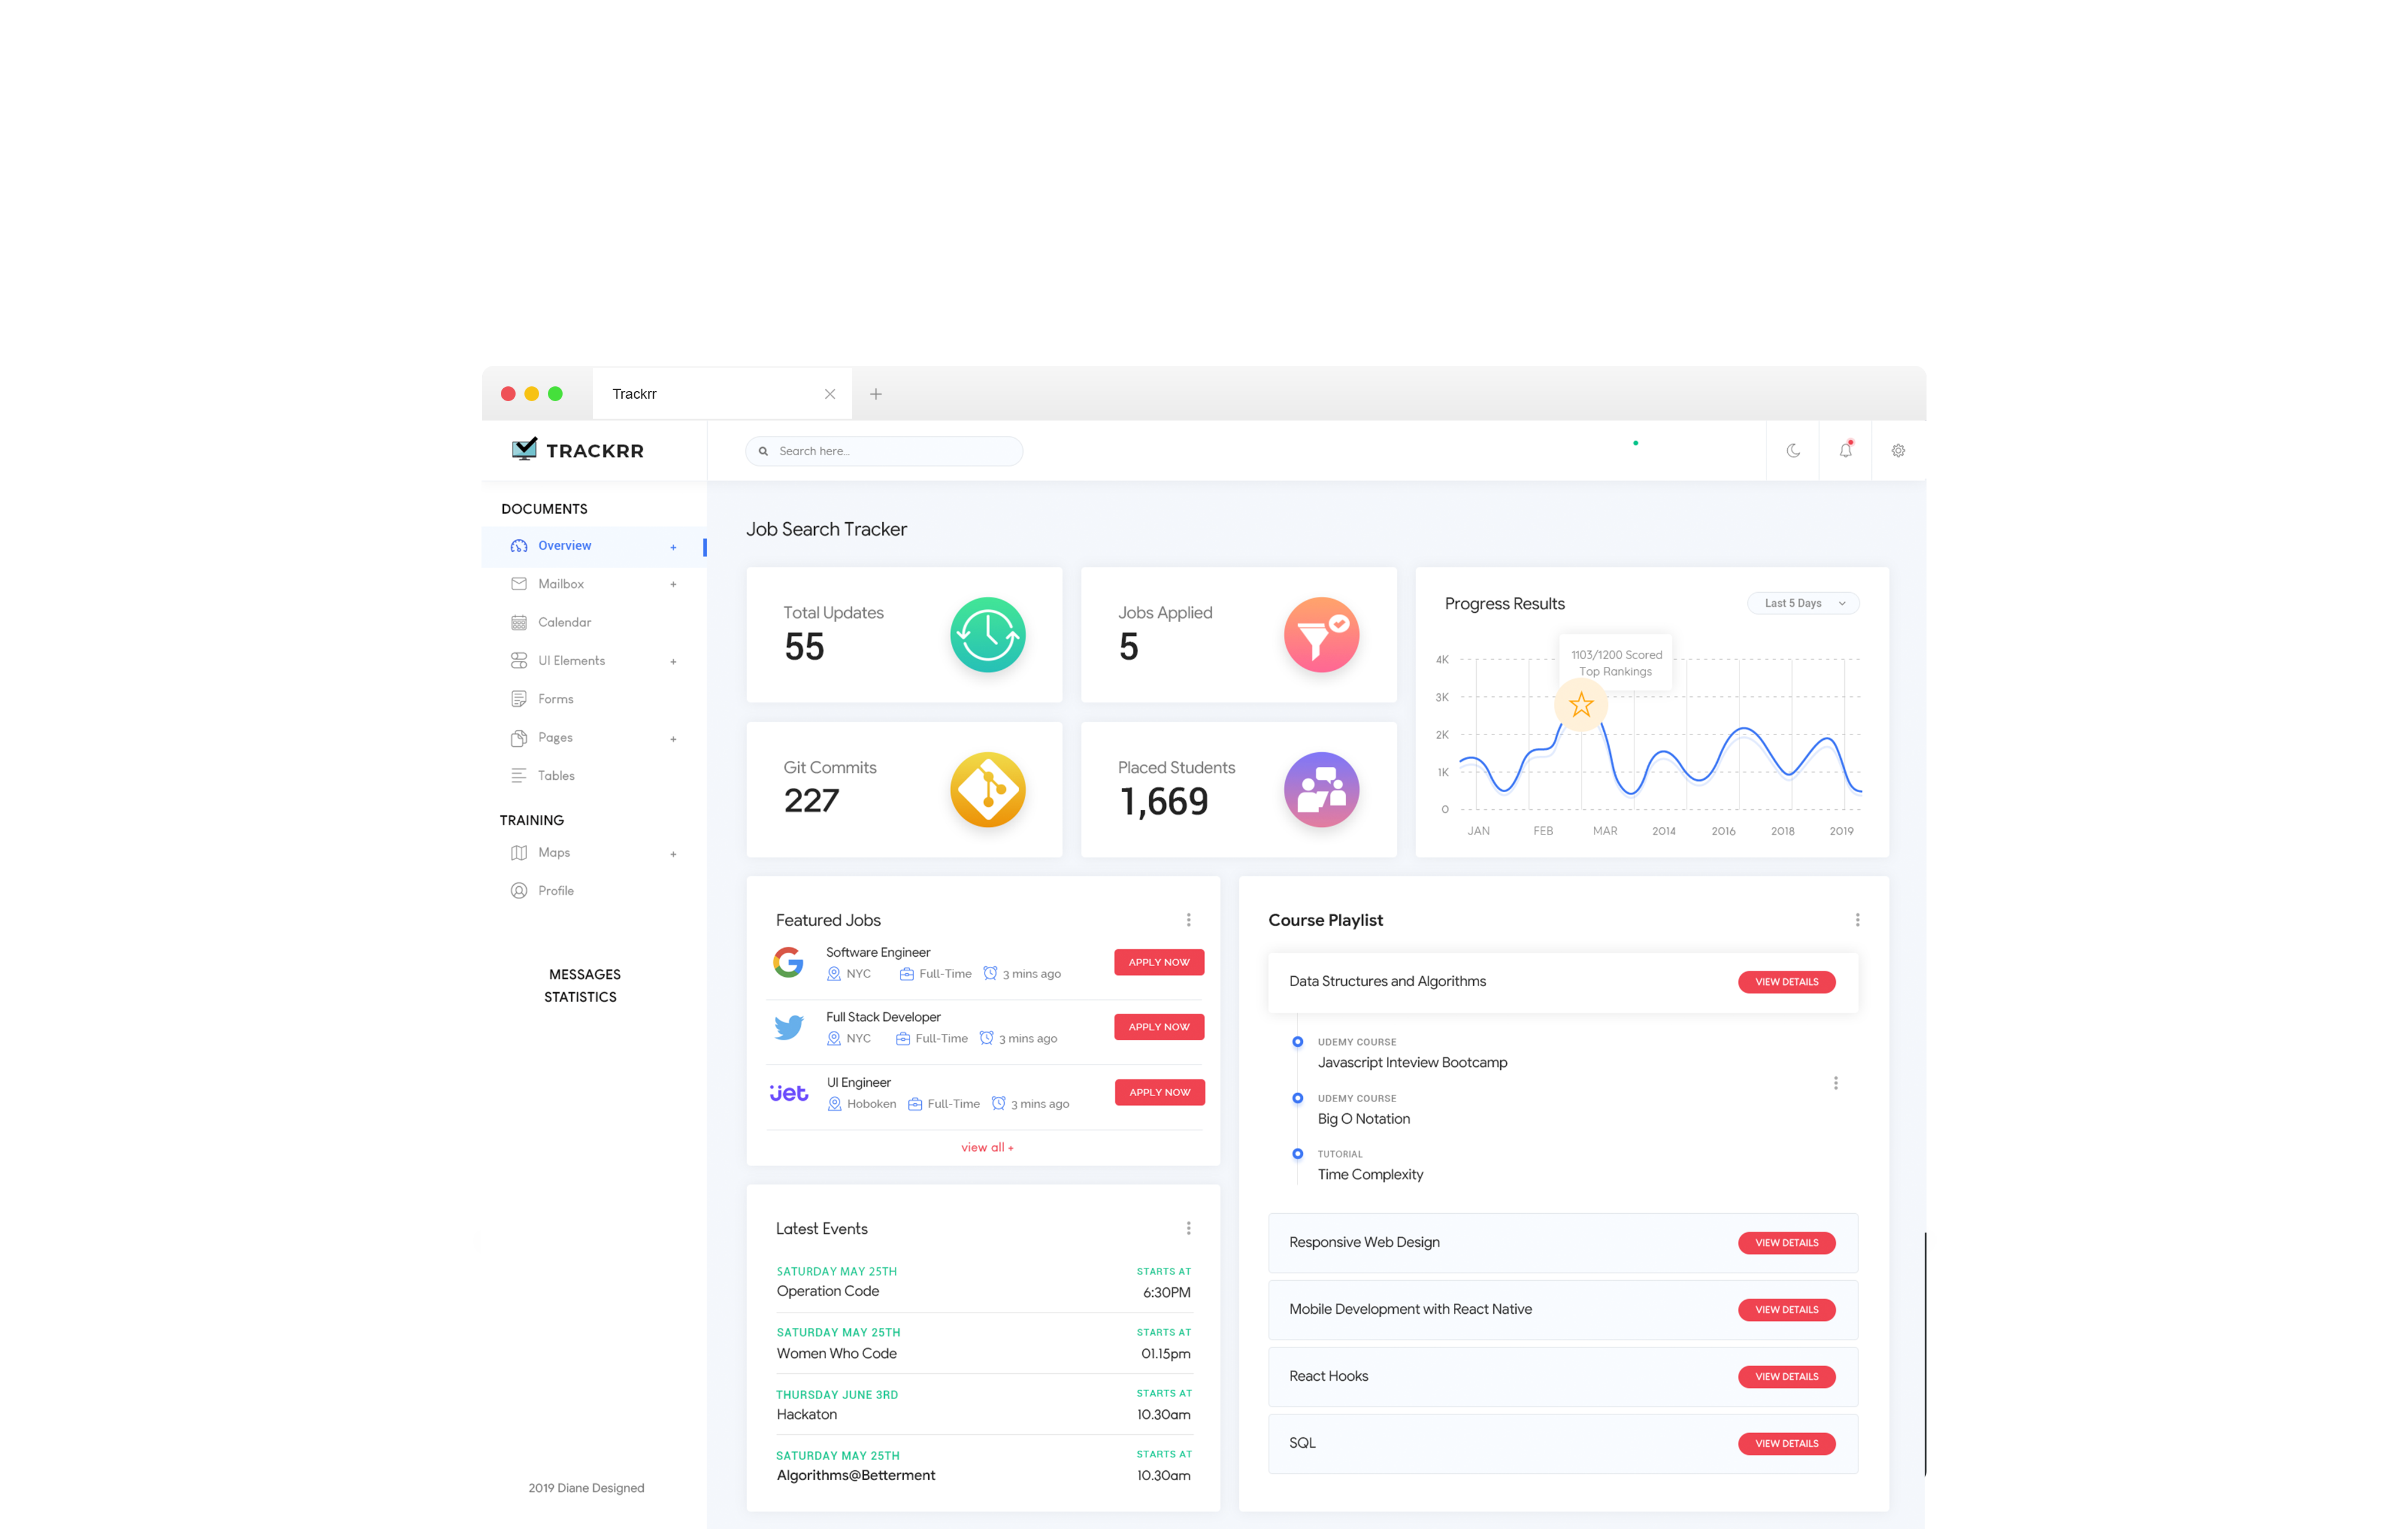 Trackrr
TRACKRR
Search here...
DOCUMENTS
Overview +
Mailbox +
Calendar
UI Elements +
Forms
Pages +
Tables
TRAINING
Maps +
Profile
MESSAGES
STATISTICS
2019 Diane Designed
Job Search Tracker
Total Updates
55
Jobs Applied
5
Git Commits
227
Placed Students
1,669
Progress Results
Last 5 Days
1103/1200 Scored
Top Rankings
4K
3K
2K
1K
0
JAN FEB MAR 2014 2016 2018 2019
Featured Jobs
Software Engineer
NYC Full-Time 3 mins ago
APPLY NOW
Full Stack Developer
NYC Full-Time 3 mins ago
APPLY NOW
jet
UI Engineer
Hoboken Full-Time 3 mins ago
APPLY NOW
view all +
Latest Events
SATURDAY MAY 25TH STARTS AT
Operation Code 6:30PM
SATURDAY MAY 25TH STARTS AT
Women Who Code 01.15pm
THURSDAY JUNE 3RD STARTS AT
Hackaton 10.30am
SATURDAY MAY 25TH STARTS AT
Algorithms@Betterment 10.30am
Course Playlist
Data Structures and Algorithms VIEW DETAILS
UDEMY COURSE
Javascript Inteview Bootcamp
UDEMY COURSE
Big O Notation
TUTORIAL
Time Complexity
Responsive Web Design VIEW DETAILS
Mobile Development with React Native VIEW DETAILS
React Hooks VIEW DETAILS
SQL VIEW DETAILS